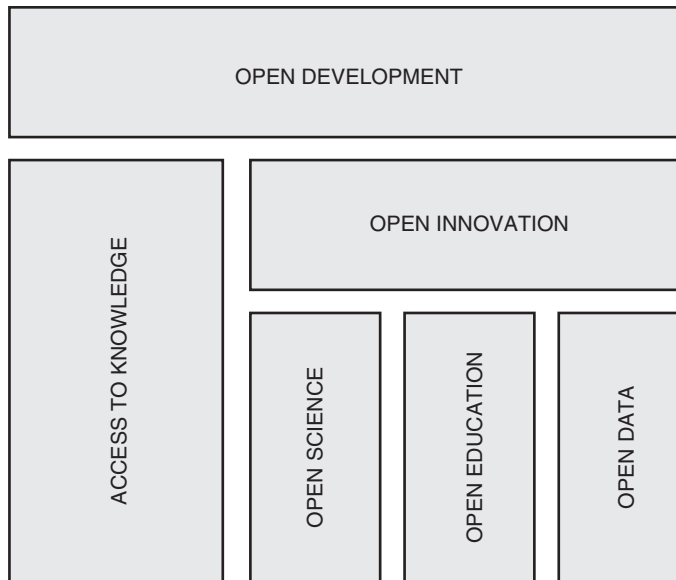 OPEN DEVELOPMENT
OPEN INNOVATION
ACCESS TO KNOWLEDGE
OPEN SCIENCE
OPEN EDUCATION
OPEN DATA